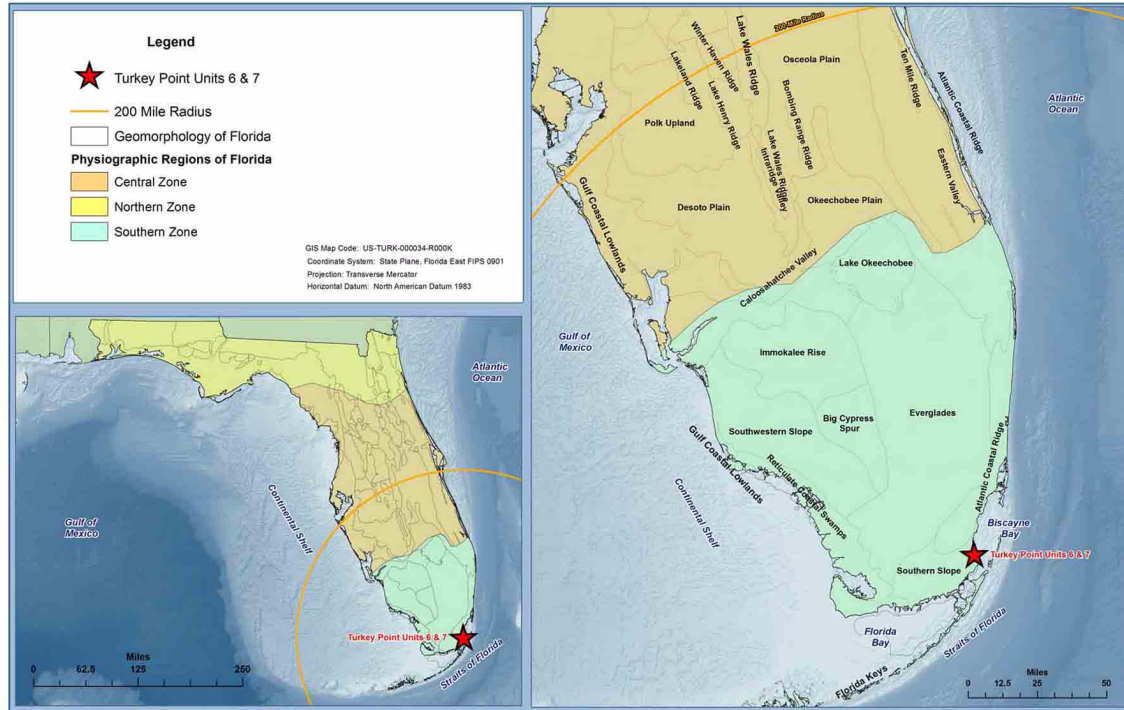 Legend
Turkey Point Units 6 & 7
200 Mile Radius
Geomorphology of Florida
Physiographic Regions of Florida
Central Zone
Northern Zone
Southern Zone
GIS Map Code: US-TURK-000034-R000K
Coordinate System: State Plane, Florida East FIPS 0901
Projection: Transverse Mercator
Horizontal Datum: North American Datum 1983
Atlantic
Ocean
Gulf of
Mexico
Continental Shelf
Turkey Point Units 6 & 7
Straits of Florida
Miles
0 62.5 125 250
200-Mile Radius
Lake Wales Ridge
Winter Haven Ridge
Lakeland Ridge
Osceola Plain
Ten Mile Ridge
Atlantic Coastal Ridge
Atlantic
Ocean
Lake Henry Ridge
Bombing Range Ridge
Polk Upland
Lake Wales Ridge
Intraridge Valley
Eastern Valley
Gulf Coastal Lowlands
Desoto Plain
Okeechobee Plain
Lake Okeechobee
Caloosahatchee Valley
Gulf of
Mexico
Immokalee Rise
Big Cypress
Spur
Everglades
Southwestern Slope
Gulf Coastal Lowlands
Reticulate Coastal Swamps
Continental Shelf
Atlantic Coastal Ridge
Biscayne
Bay
Turkey Point Units 6 & 7
Southern Slope
Florida
Bay
Straits of Florida
Florida Keys
Miles
0 12.5 25 50